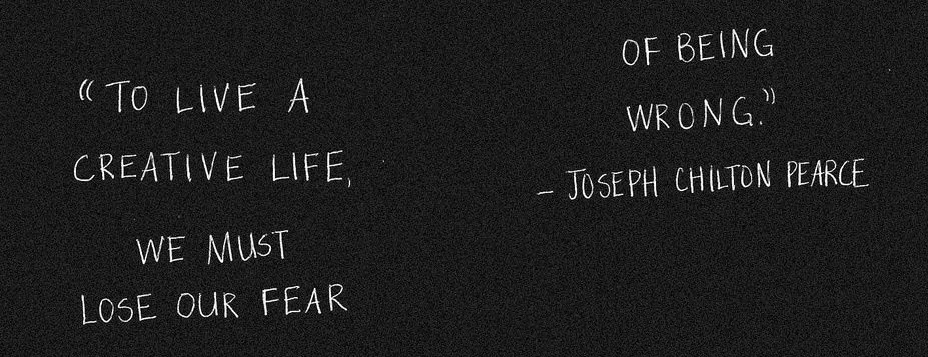 “TO LIVE A
CREATIVE LIFE,
WE MUST
LOSE OUR FEAR
OF BEING
WRONG.”
– JOSEPH CHILTON PEARCE